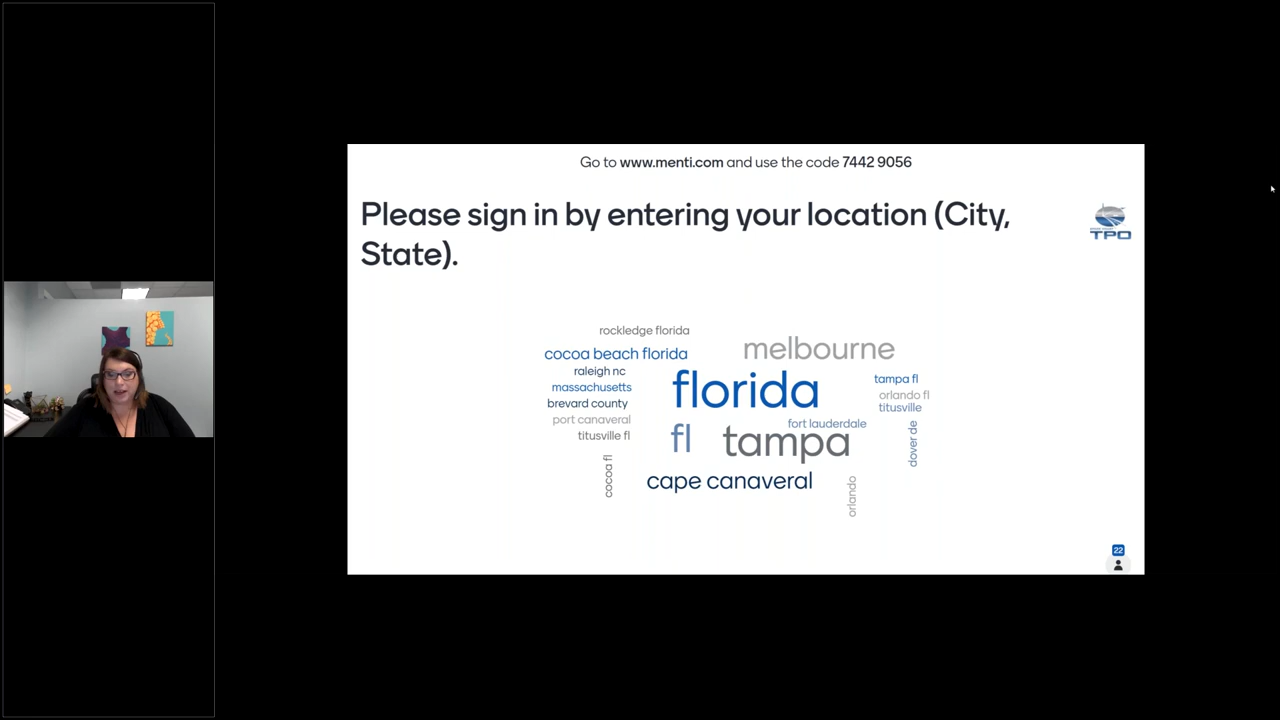 Go to www.menti.com and use the code 7442 9056
Please sign in by entering your location (City,
State).
TPO
rockledge florida
melbourne
cocoa beach florida
raleigh nc
florida
tampa fl
massachusetts
orlando fl
brevard county
titusville
port canaveral
fort lauderdale
titusville fl
fl
tampa
dover de
cocoa fl
cape canaveral
orlando
22